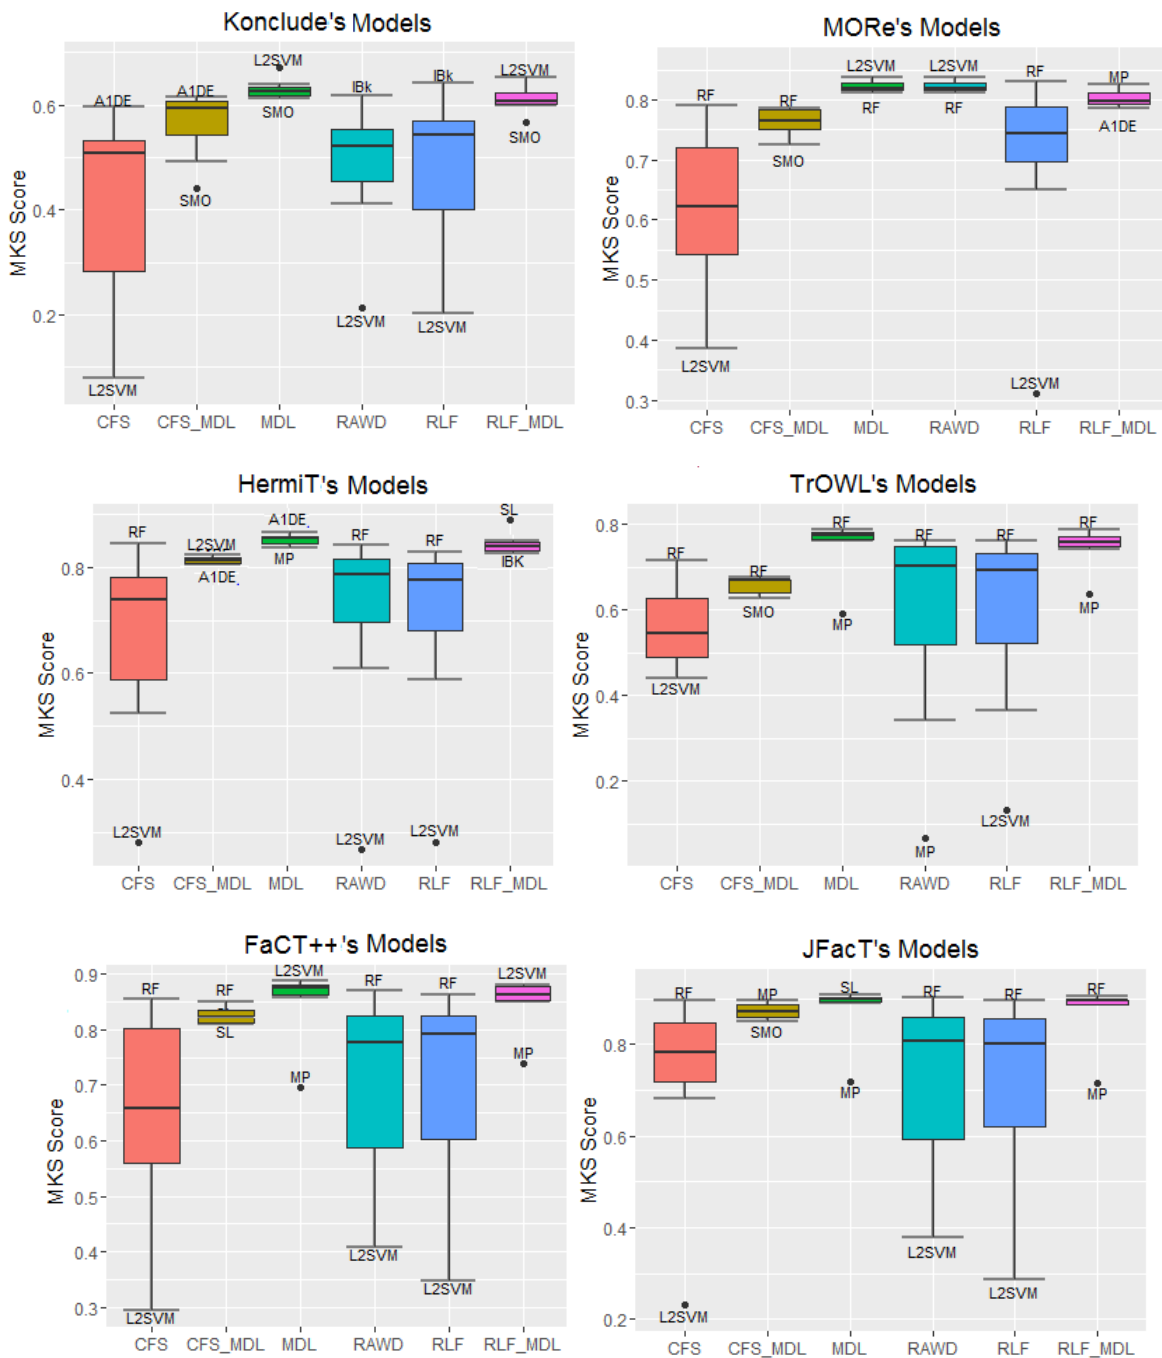 Konclude's Models
MKS Score
0.6
0.4
0.2
A1DE
L2SVM
A1DE
SMO
L2SVM
SMO
IBk
L2SVM
IBk
L2SVM
L2SVM
SMO
CFS CFS_MDL MDL RAWD RLF RLF_MDL
MORe's Models
MKS Score
0.8
0.7
0.6
0.5
0.4
0.3
RF
L2SVM
RF
SMO
L2SVM
RF
L2SVM
RF
RF
L2SVM
MP
A1DE
CFS CFS_MDL MDL RAWD RLF RLF_MDL
HermiT's Models
MKS Score
0.8
0.6
0.4
RF
L2SVM
L2SVM
A1DE
A1DE
MP
RF
L2SVM
RF
L2SVM
SL
IBK
CFS CFS_MDL MDL RAWD RLF RLF_MDL
TrOWL's Models
MKS Score
0.8
0.6
0.4
0.2
RF
L2SVM
RF
SMO
RF
MP
RF
MP
RF
L2SVM
RF
MP
CFS CFS_MDL MDL RAWD RLF RLF_MDL
FaCT++'s Models
MKS Score
0.9
0.8
0.7
0.6
0.5
0.4
0.3
RF
L2SVM
RF
SL
L2SVM
MP
RF
L2SVM
RF
L2SVM
L2SVM
MP
CFS CFS_MDL MDL RAWD RLF RLF_MDL
JFacT's Models
MKS Score
0.8
0.6
0.4
0.2
RF
L2SVM
MP
SMO
SL
MP
RF
L2SVM
RF
L2SVM
RF
MP
CFS CFS_MDL MDL RAWD RLF RLF_MDL